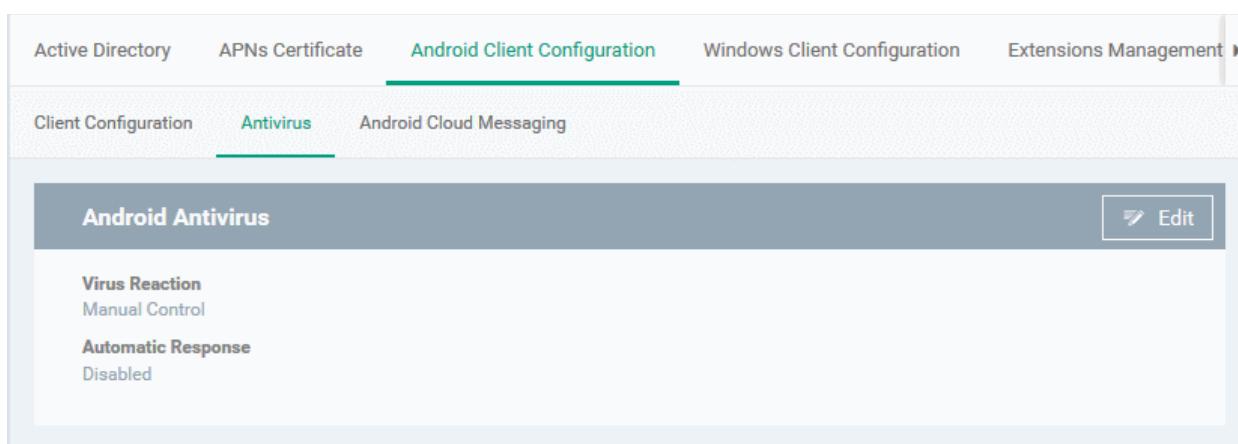 Active Directory APNs Certificate Android Client Configuration Windows Client Configuration Extensions Management
Client Configuration Antivirus Android Cloud Messaging
Android Antivirus Edit
Virus Reaction
Manual Control
Automatic Response
Disabled